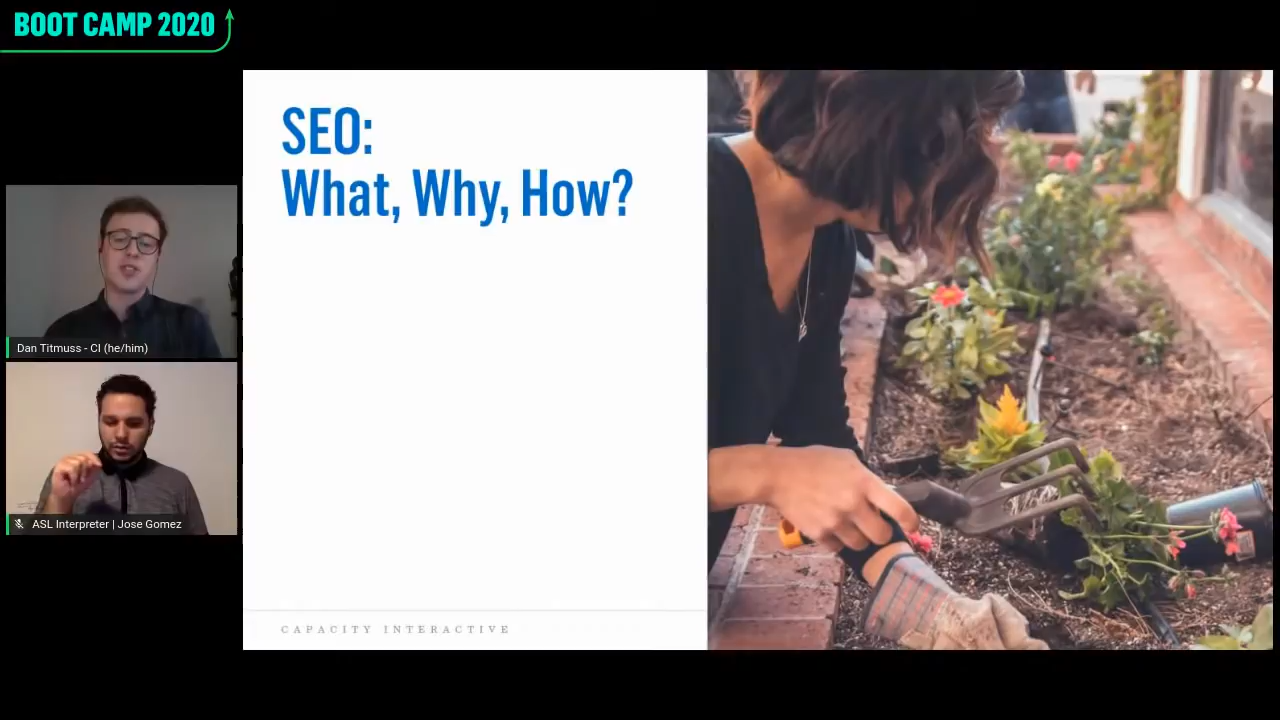 BOOT CAMP 2020
SEO:
What, Why, How?
Dan Titmuss - CI (he/him)
ASL Interpreter | Jose Gomez
CAPACITY INTERACTIVE